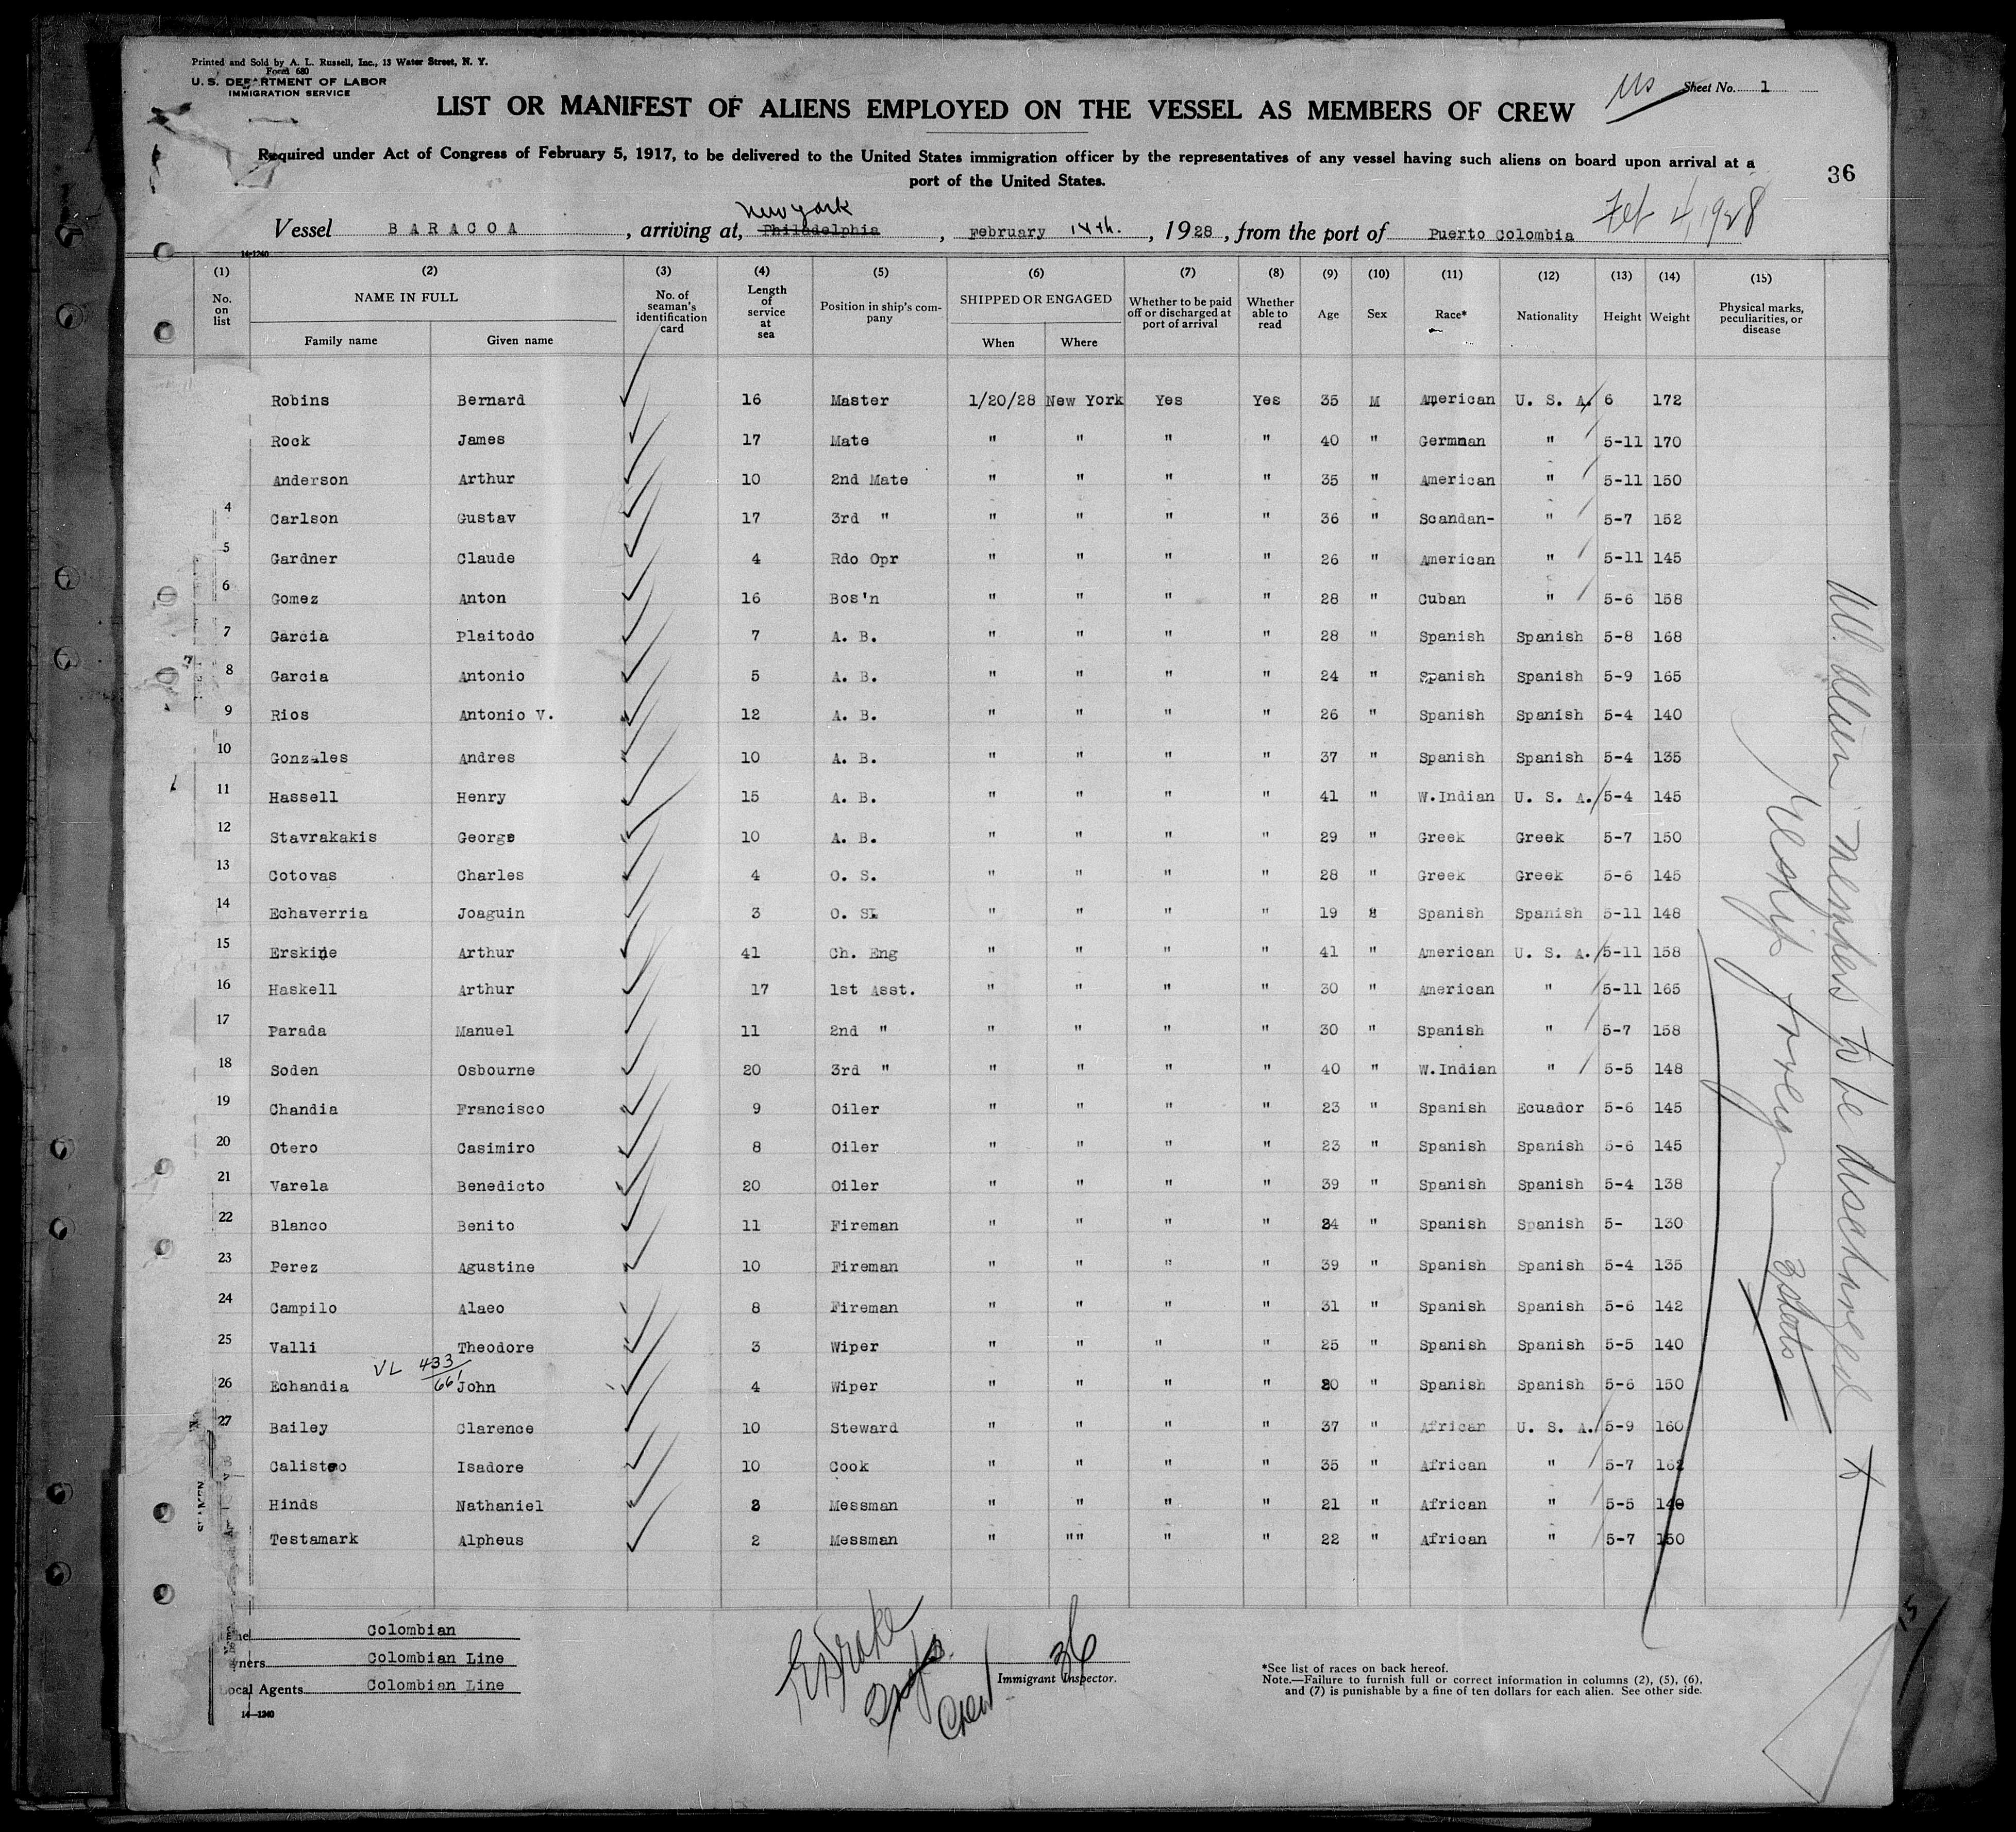 Printed and Sold by A. L. Russell, Inc., 13 Water Street, N. Y.
Form 680
U. S. DEPARTMENT OF LABOR
IMMIGRATION SERVICE
Sheet No. 1
LIST OR MANIFEST OF ALIENS EMPLOYED ON THE VESSEL AS MEMBERS OF CREW
Required under Act of Congress of February 5, 1917, to be delivered to the United States immigration officer by the representatives of any vessel having such aliens on board upon arrival at a
port of the United States.
36
Feb 4, 1928
New York
Vessel BARACOA, arriving at, Philadelphia, February 14th., 1928, from the port of Puerto Colombia
14-1240
(1) (2) (3) (4) (5) (6) (7) (8) (9) (10) (11) (12) (13) (14) (15)
No. on list NAME IN FULL Family name Given name No. of seaman's identification card Length of service at sea Position in ship's company SHIPPED OR ENGAGED When Where Whether to be paid off or discharged at port of arrival Whether able to read Age Sex Race* Nationality Height Weight Physical marks, peculiarities, or disease
Robins Bernard 16 Master 1/20/28 New York Yes Yes 35 M American U. S. A. 6 172
Rock James 17 Mate " " " " 40 " Germnan " 5-11 170
Anderson Arthur 10 2nd Mate " " " " 35 " American " 5-11 150
4 Carlson Gustav 17 3rd " " " " " 36 " Scandan- " 5-7 152
5 Gardner Claude 4 Rdo Opr " " " " 26 " American " 5-11 145
6 Gomez Anton 16 Bos'n " " " " 28 " Cuban " 5-6 158
7 Garcia Plaitodo 7 A. B. " " " " 28 " Spanish Spanish 5-8 168
8 Garcia Antonio 5 A. B. " " " " 24 " Spanish Spanish 5-9 165
9 Rios Antonio V. 12 A. B. " " " " 26 " Spanish Spanish 5-4 140
10 Gonzales Andres 10 A. B. " " " " 37 " Spanish Spanish 5-4 135
11 Hassell Henry 15 A. B. " " " " 41 " W.Indian U. S. A. 5-4 145
12 Stavrakakis George 10 A. B. " " " " 29 " Greek Greek 5-7 150
13 Cotovas Charles 4 O. S. " " " " 28 " Greek Greek 5-6 145
14 Echaverria Joaguin 3 O. S. " " " " 19 " Spanish Spanish 5-11 148
15 Erskine Arthur 41 Ch. Eng " " " " 41 " American U. S. A. 5-11 158
16 Haskell Arthur 17 1st Asst. " " " " 30 " American " 5-11 165
17 Parada Manuel 11 2nd " " " " " 30 " Spanish " 5-7 158
18 Soden Osbourne 20 3rd " " " " " 40 " W.Indian " 5-5 148
19 Chandia Francisco 9 Oiler " " " " 23 " Spanish Ecuador 5-6 145
20 Otero Casimiro 8 Oiler " " " " 23 " Spanish Spanish 5-6 145
21 Varela Benedicto 20 Oiler " " " " 39 " Spanish Spanish 5-4 138
22 Blanco Benito 11 Fireman " " " " 34 " Spanish Spanish 5- 130
23 Perez Agustine 10 Fireman " " " " 39 " Spanish Spanish 5-4 135
24 Campilo Alaeo 8 Fireman " " " " 31 " Spanish Spanish 5-6 142
25 Valli Theodore 3 Wiper " " " " 25 " Spanish Spanish 5-5 140
VL 433/661
26 Echandia John 4 Wiper " " " " 20 " Spanish Spanish 5-6 150
27 Bailey Clarence 10 Steward " " " " 37 " African U. S. A. 5-9 160
Calisteo Isadore 10 Cook " " " " 35 " African " 5-7 162
Hinds Nathaniel 3 Messman " " " " 21 " African " 5-5 140
Testamark Alpheus 2 Messman " "" " " 22 " African " 5-7 150
All alien members to be discharged
Reship foreign
Colombian
Owners Colombian Line
Local Agents Colombian Line
14-1240
Crew
36
Immigrant Inspector.
*See list of races on back hereof.
Note.—Failure to furnish full or correct information in columns (2), (5), (6),
and (7) is punishable by a fine of ten dollars for each alien. See other side.
15